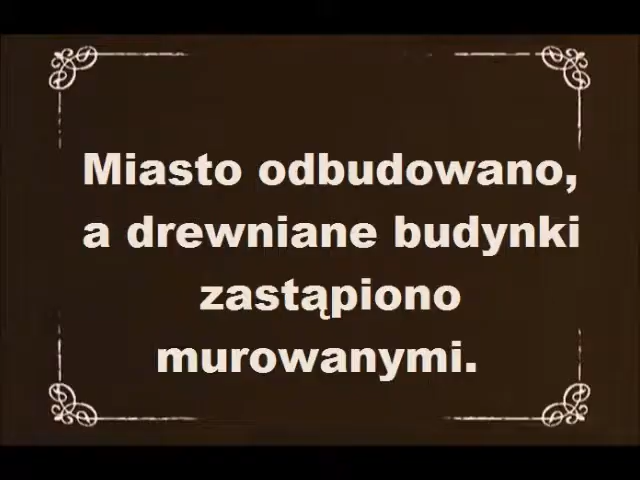 Miasto odbudowano,
a drewniane budynki
zastąpiono
murowanymi.